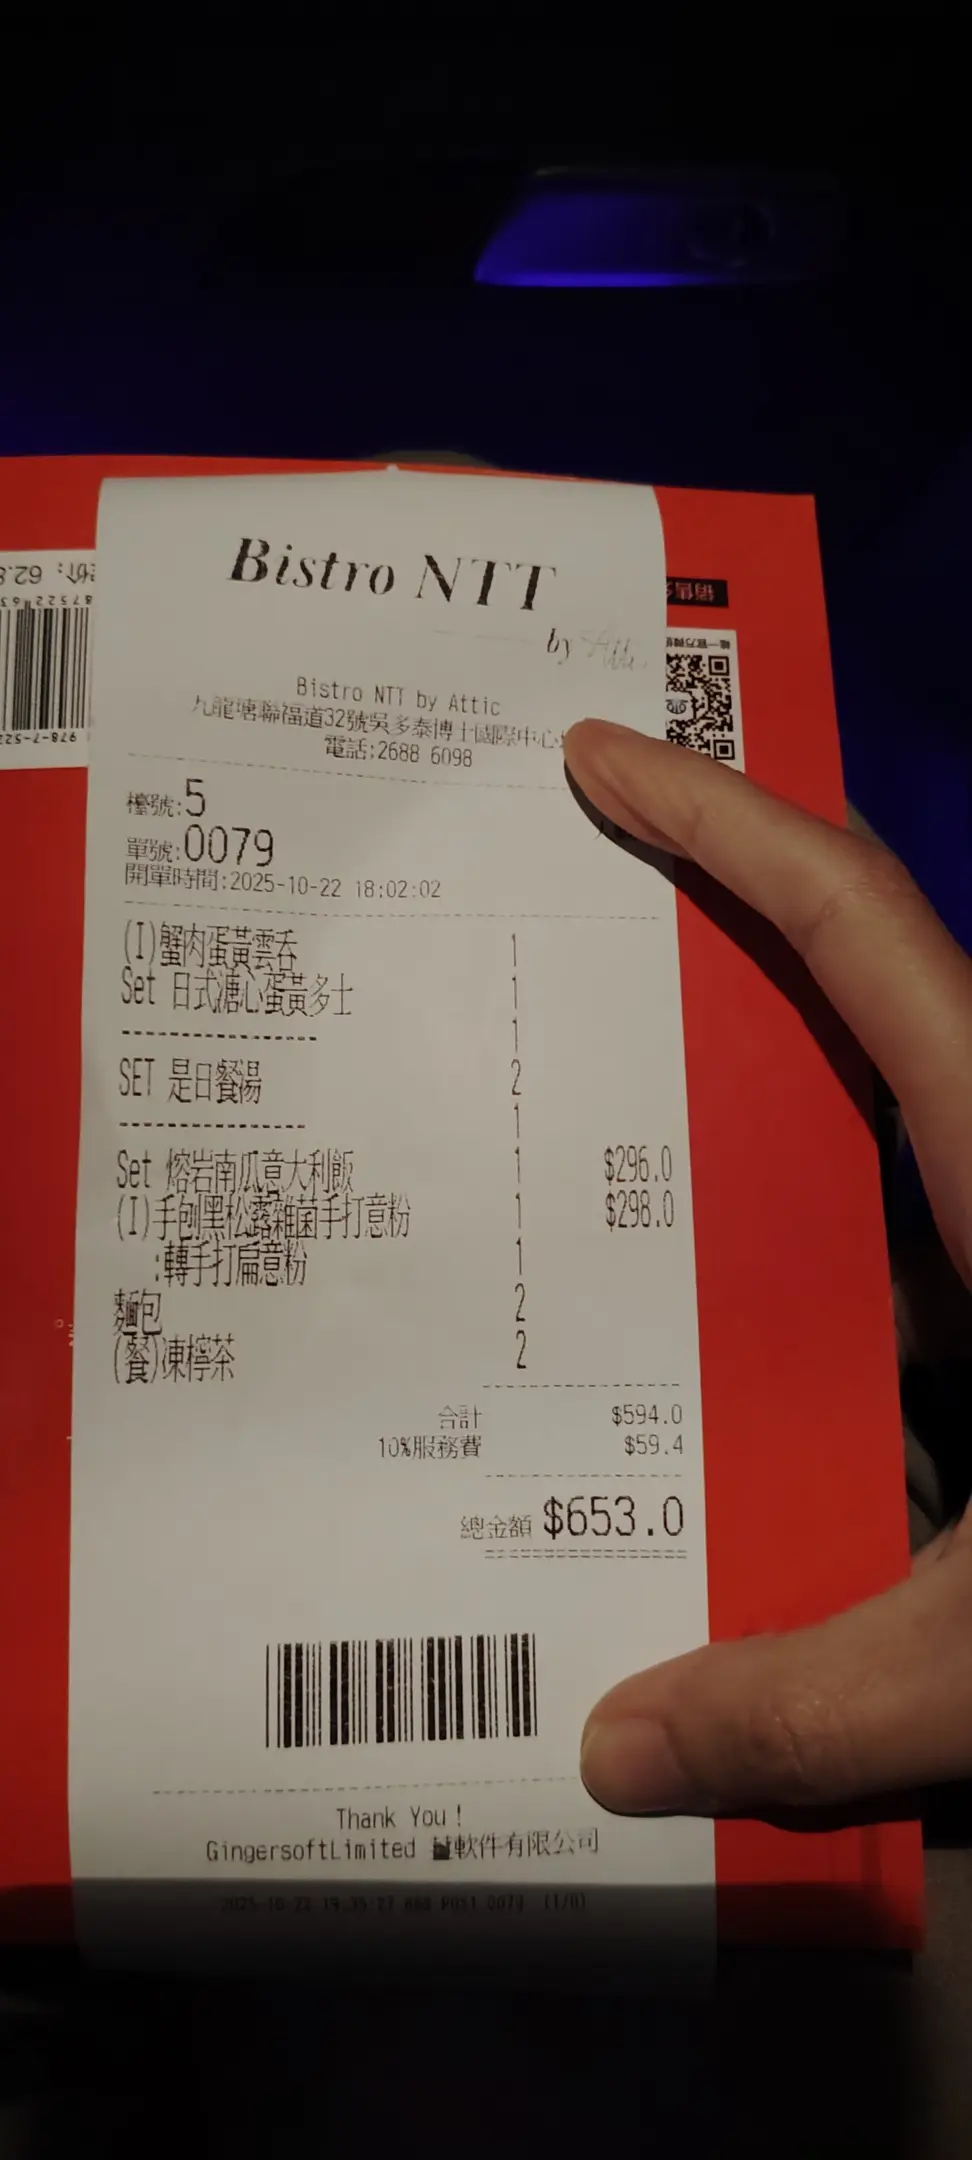 Bistro NTT
by
Bistro NTT by Attic
九龍塘聯福道32號吳多泰博士國際中心
電話:2688 6098
檯號:5
單號:0079
開單時間:2025-10-22 18:02:02
(I)蟹肉蛋黃雲吞 1
Set 日式溏心蛋黃多士 1
---------------- 1
SET 是日餐湯 2
---------------- 1
Set 熔岩南瓜意大利飯 1 $296.0
(I)手刨黑松露雜菌手打意粉 1 $298.0
:轉手打扁意粉 1
麵包 2
(餐)凍檸茶 2
合計 $594.0
10%服務費 $59.4
總金額 $653.0
Thank You !
GingersoftLimited 軟件有限公司
: 62.8
978-7-522